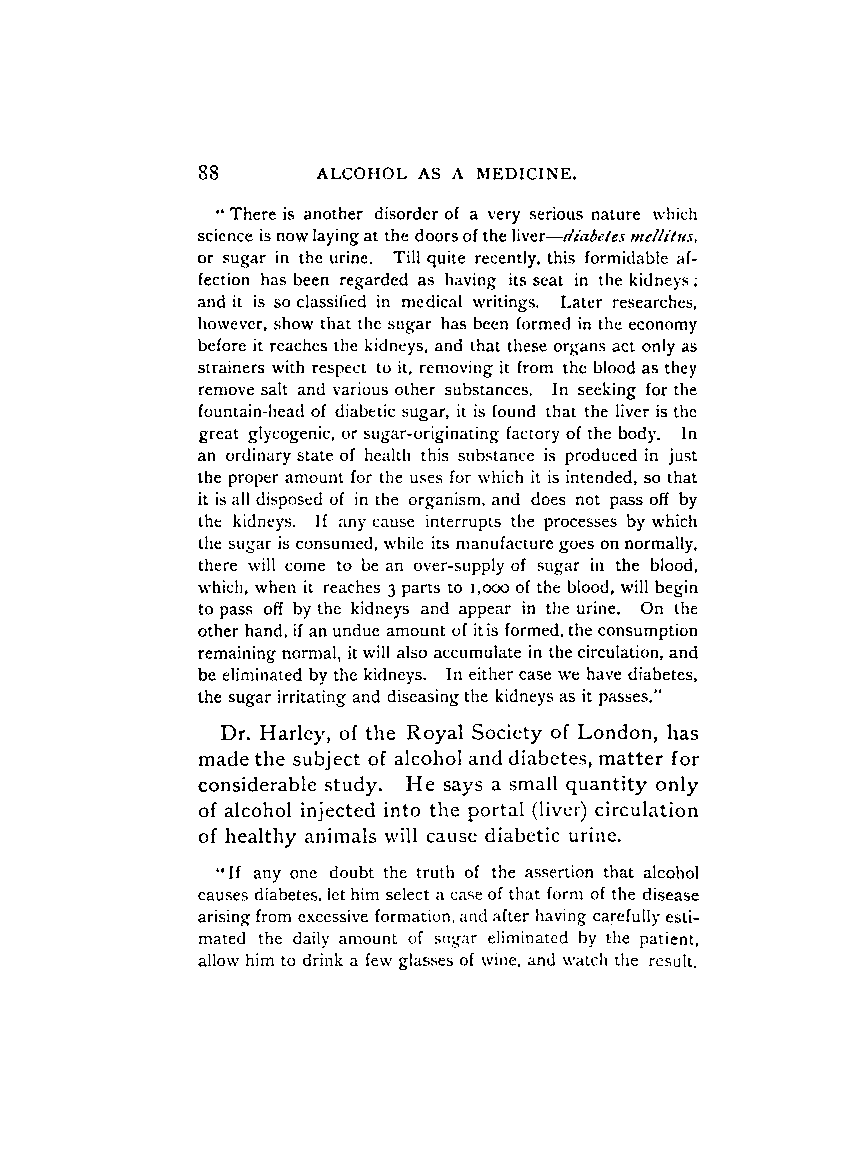 88 ALCOHOL AS A MEDICINE.
“There is another disorder of a very serious nature which
science is now laying at the doors of the liver—diabetes mellitus,
or sugar in the urine. Till quite recently, this formidable af-
fection has been regarded as having its seat in the kidneys;
and it is so classified in medical writings. Later researches,
however, show that the sugar has been formed in the economy
before it reaches the kidneys, and that these organs act only as
strainers with respect to it, removing it from the blood as they
remove salt and various other substances. In seeking for the
fountain-head of diabetic sugar, it is found that the liver is the
great glycogenic, or sugar-originating factory of the body. In
an ordinary state of health this substance is produced in just
the proper amount for the uses for which it is intended, so that
it is all disposed of in the organism, and does not pass off by
the kidneys. If any cause interrupts the processes by which
the sugar is consumed, while its manufacture goes on normally,
there will come to be an over-supply of sugar in the blood,
which, when it reaches 3 parts to 1,000 of the blood, will begin
to pass off by the kidneys and appear in the urine. On the
other hand, if an undue amount of it is formed, the consumption
remaining normal, it will also accumulate in the circulation, and
be eliminated by the kidneys. In either case we have diabetes,
the sugar irritating and diseasing the kidneys as it passes.”
Dr. Harley, of the Royal Society of London, has
made the subject of alcohol and diabetes, matter for
considerable study. He says a small quantity only
of alcohol injected into the portal (liver) circulation
of healthy animals will cause diabetic urine.
“If any one doubt the truth of the assertion that alcohol
causes diabetes, let him select a case of that form of the disease
arising from excessive formation, and after having carefully esti-
mated the daily amount of sugar eliminated by the patient,
allow him to drink a few glasses of wine, and watch the result.